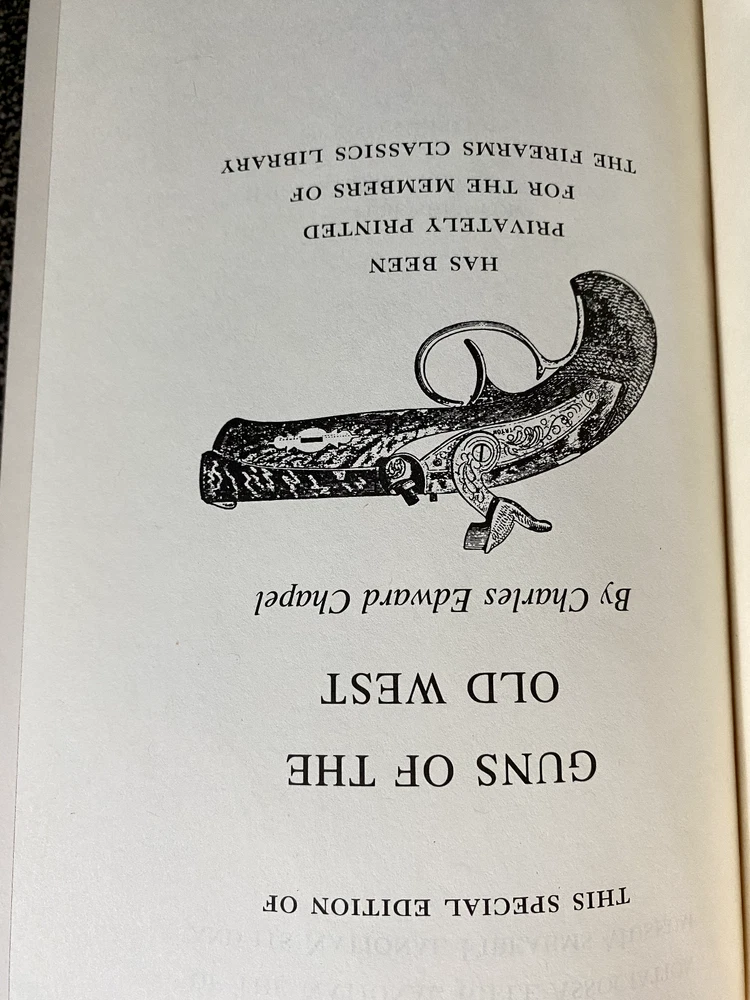 THIS SPECIAL EDITION OF
GUNS OF THE
OLD WEST
By Charles Edward Chapel
HAS BEEN
PRIVATELY PRINTED
FOR THE MEMBERS OF
THE FIREARMS CLASSICS LIBRARY